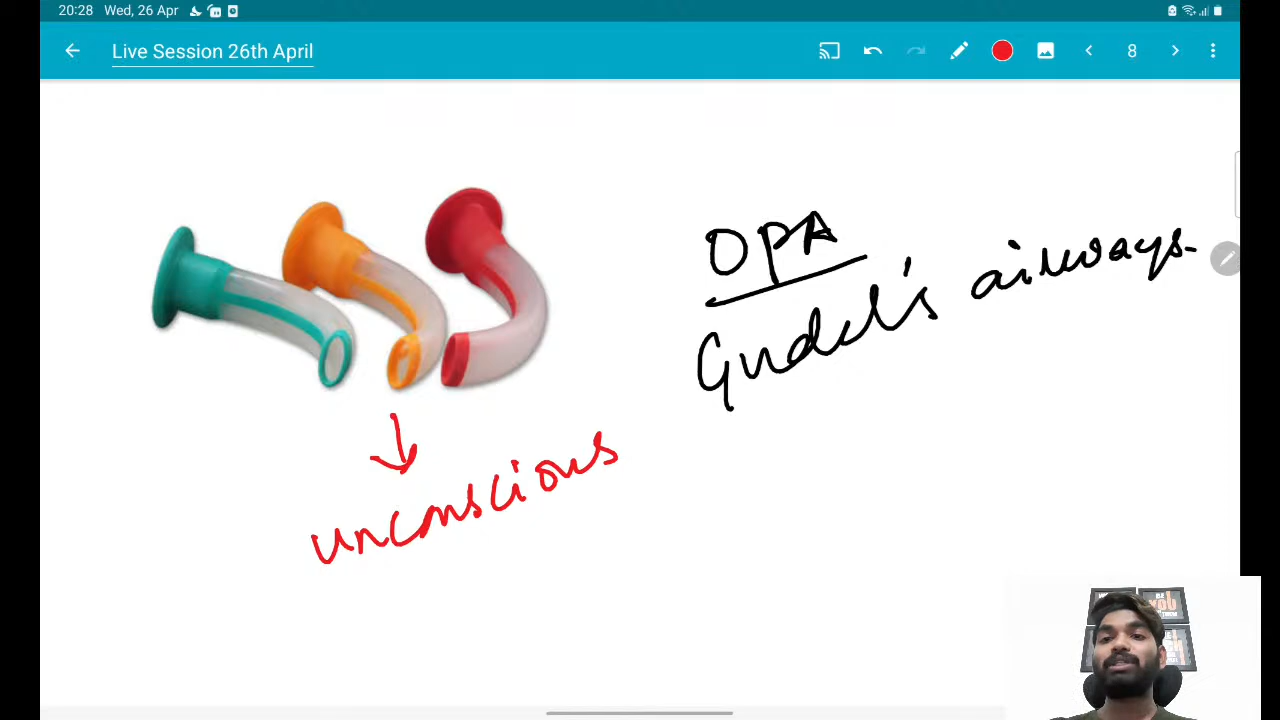 20:28 Wed, 26 Apr
Live Session 26th April
8
OPA
Gudel's airways.
unconscious